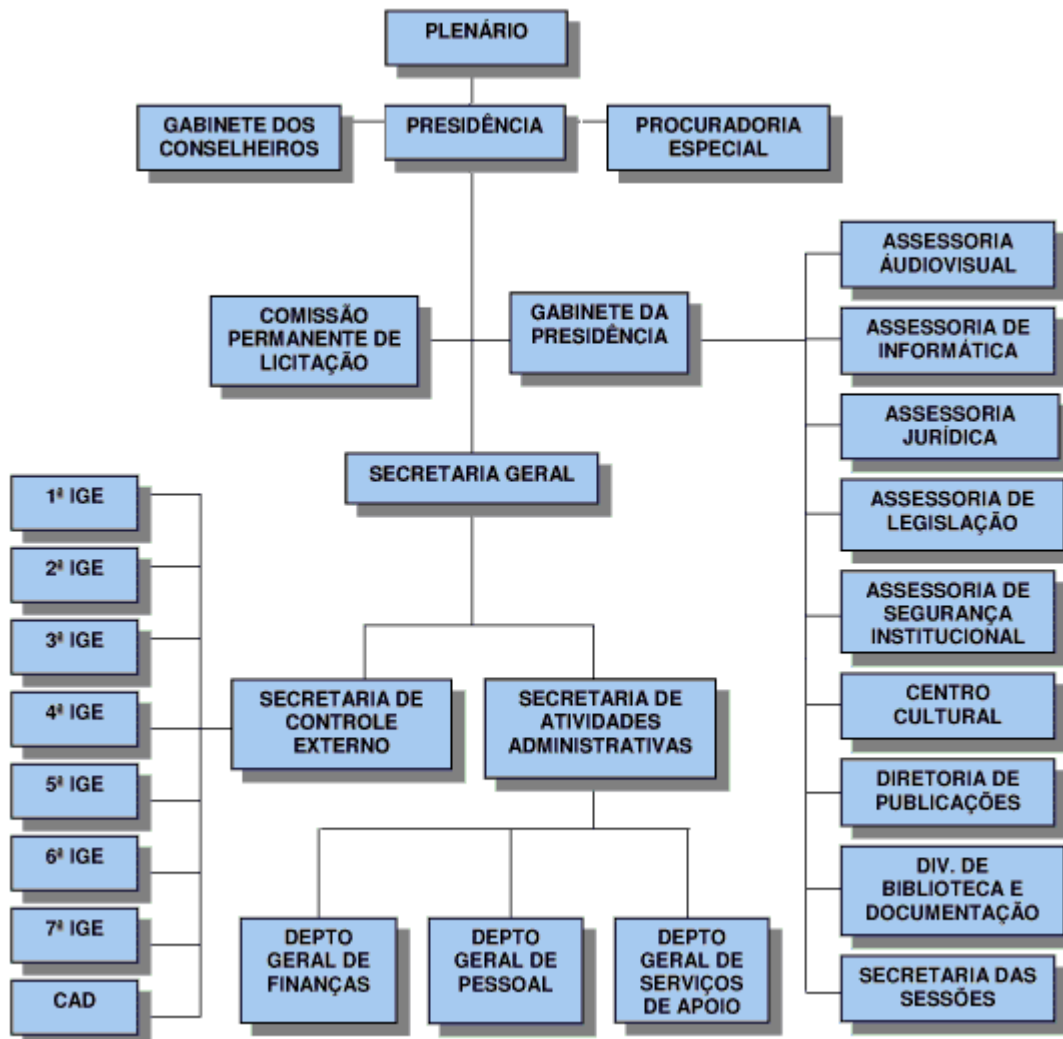 PLENÁRIO
GABINETE DOS
CONSELHEIROS
PRESIDÊNCIA
PROCURADORIA
ESPECIAL
COMISSÃO
PERMANENTE DE
LICITAÇÃO
GABINETE DA
PRESIDÊNCIA
ASSESSORIA
ÁUDIOVISUAL
ASSESSORIA DE
INFORMÁTICA
ASSESSORIA
JURÍDICA
ASSESSORIA DE
LEGISLAÇÃO
ASSESSORIA DE
SEGURANÇA
INSTITUCIONAL
CENTRO
CULTURAL
DIRETORIA DE
PUBLICAÇÕES
DIV. DE
BIBLIOTECA E
DOCUMENTAÇÃO
SECRETARIA DAS
SESSÕES
SECRETARIA GERAL
1ª IGE
2ª IGE
3ª IGE
4ª IGE
5ª IGE
6ª IGE
7ª IGE
CAD
SECRETARIA DE
CONTROLE
EXTERNO
SECRETARIA DE
ATIVIDADES
ADMINISTRATIVAS
DEPTO
GERAL DE
FINANÇAS
DEPTO
GERAL DE
PESSOAL
DEPTO
GERAL DE
SERVIÇOS
DE APOIO